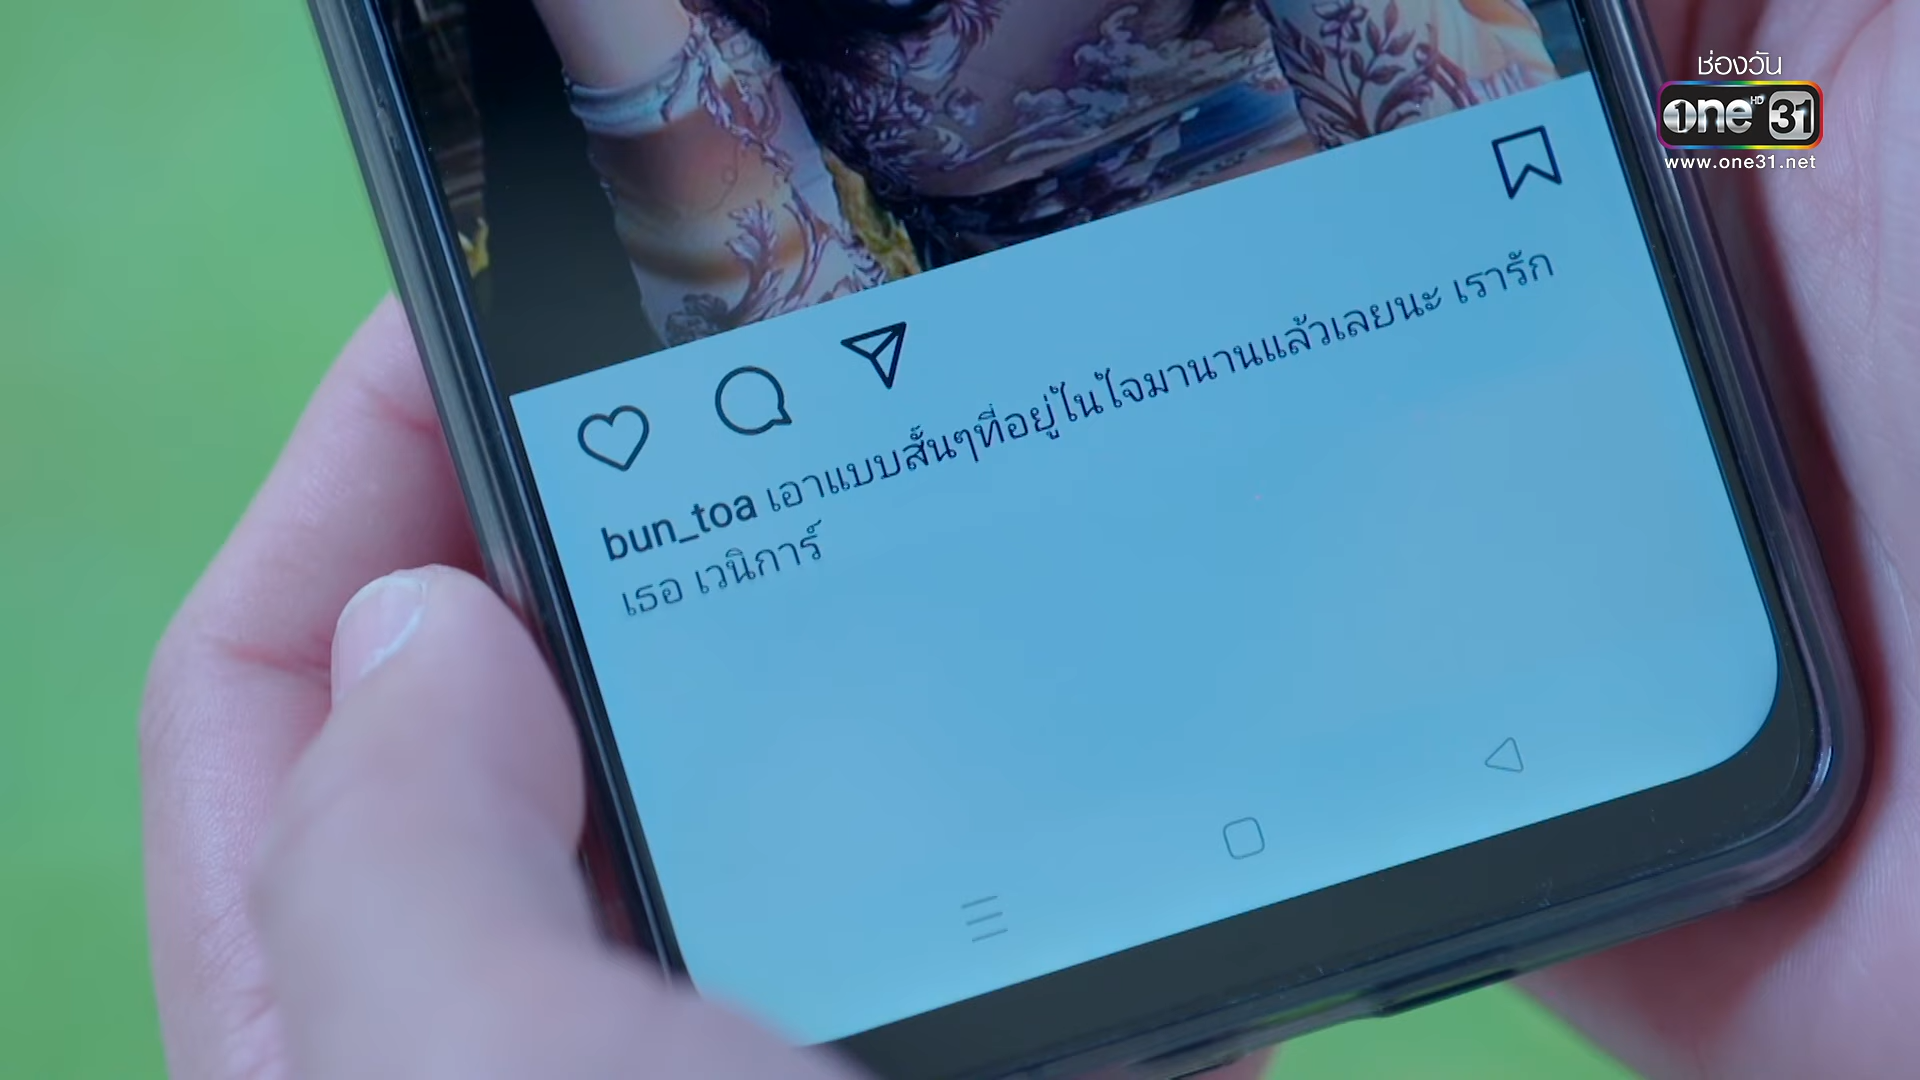 ช่องวัน
one HD 31
www.one31.net
bun_toa เอาแบบสั้นๆที่อยู่ในใจมานานแล้วเลยนะ เรารัก
เธอ เวนิการ์